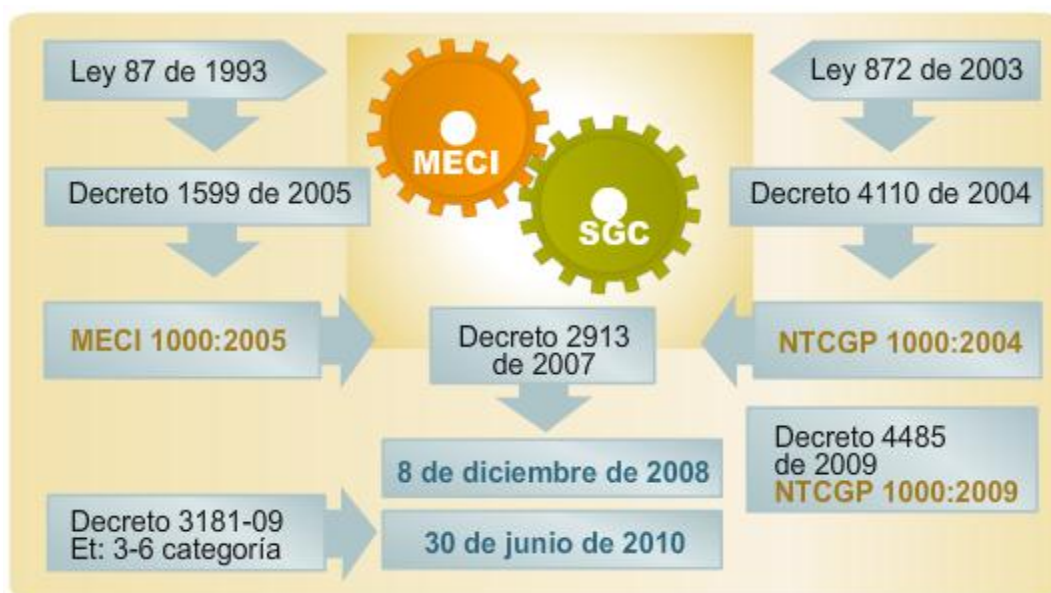 Ley 87 de 1993
MECI
SGC
Ley 872 de 2003
Decreto 1599 de 2005
Decreto 4110 de 2004
MECI 1000:2005
Decreto 2913
de 2007
NTCGP 1000:2004
8 de diciembre de 2008
Decreto 4485
de 2009
NTCGP 1000:2009
Decreto 3181-09
Et: 3-6 categoría
30 de junio de 2010